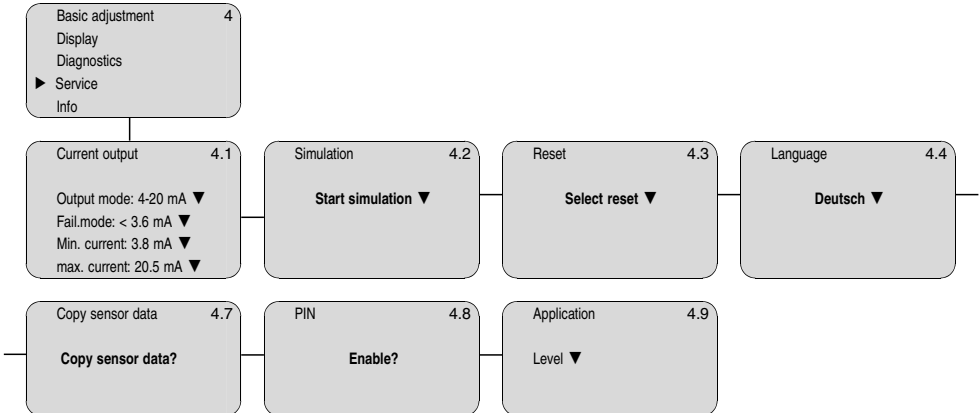 Basic adjustment 4
Display
Diagnostics
▶ Service
Info
Current output 4.1
Output mode: 4-20 mA ▼
Fail.mode: < 3.6 mA ▼
Min. current: 3.8 mA ▼
max. current: 20.5 mA ▼
Simulation 4.2
Start simulation ▼
Reset 4.3
Select reset ▼
Language 4.4
Deutsch ▼
Copy sensor data 4.7
Copy sensor data?
PIN 4.8
Enable?
Application 4.9
Level ▼